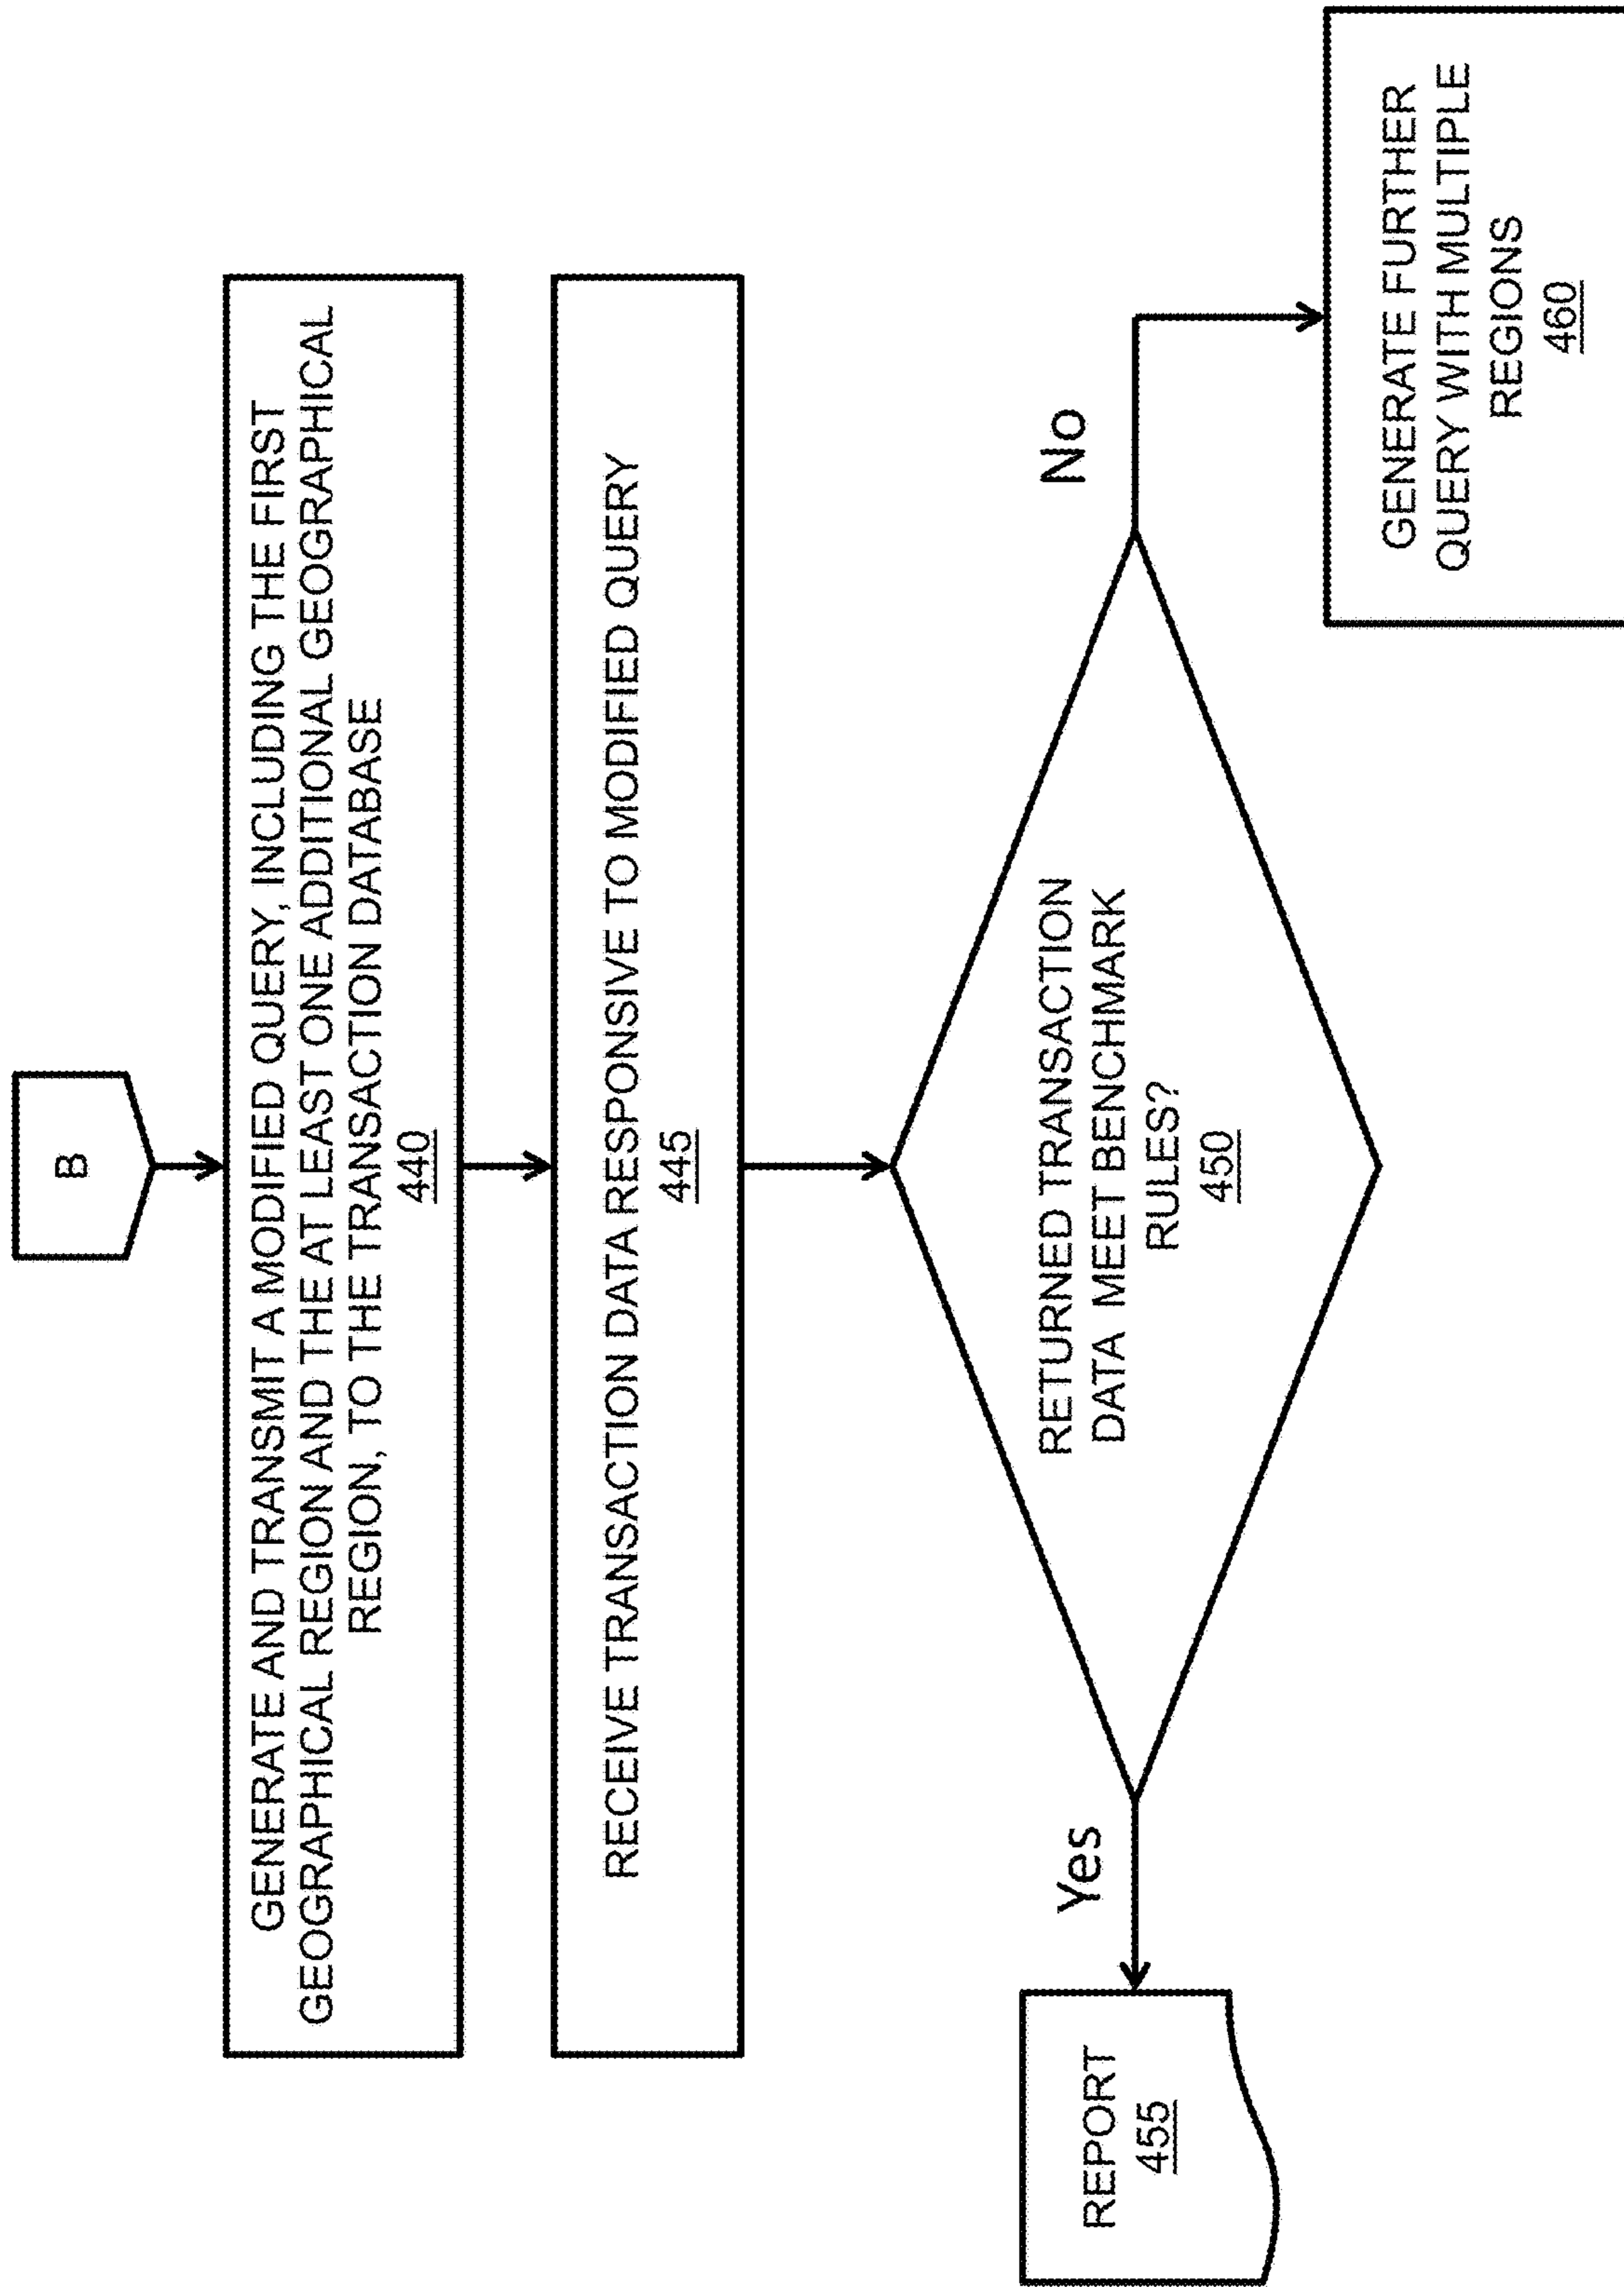 B
GENERATE AND TRANSMIT A MODIFIED QUERY, INCLUDING THE FIRST
GEOGRAPHICAL REGION AND THE AT LEAST ONE ADDITIONAL GEOGRAPHICAL
REGION, TO THE TRANSACTION DATABASE
440
RECEIVE TRANSACTION DATA RESPONSIVE TO MODIFIED QUERY
445
RETURNED TRANSACTION
DATA MEET BENCHMARK
RULES?
450
Yes
No
REPORT
455
GENERATE FURTHER
QUERY WITH MULTIPLE
REGIONS
460